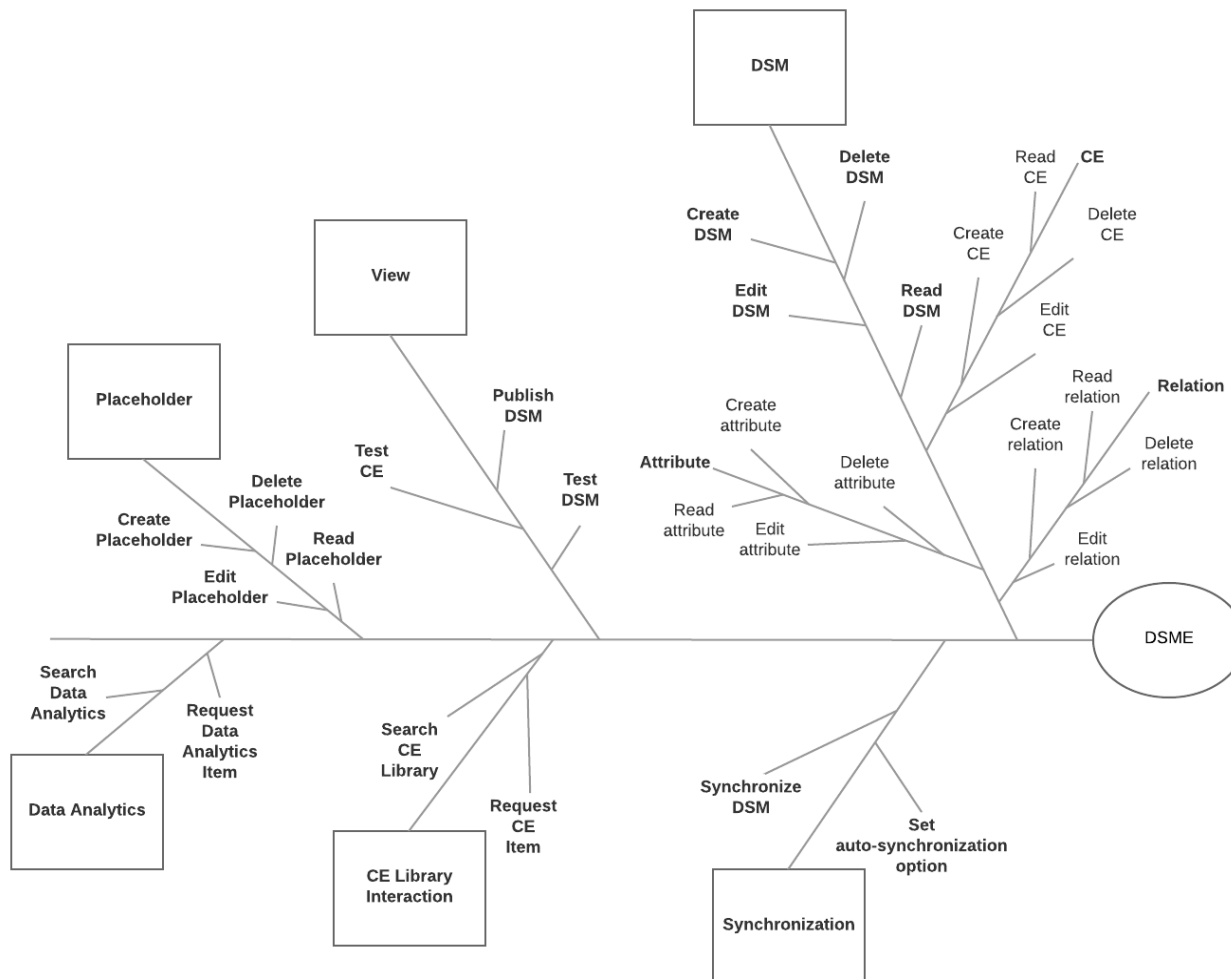 DSM
Delete
DSM
Create
DSM
Edit
DSM
Read
DSM
Read
CE
CE
Create
CE
Delete
CE
Edit
CE
View
Publish
DSM
Test
CE
Test
DSM
Placeholder
Delete
Placeholder
Create
Placeholder
Read
Placeholder
Edit
Placeholder
Create
attribute
Attribute
Delete
attribute
Read
attribute
Edit
attribute
Read
relation
Relation
Create
relation
Delete
relation
Edit
relation
DSME
Search
Data
Analytics
Request
Data
Analytics
Item
Data Analytics
Search
CE
Library
Request
CE
Item
CE Library
Interaction
Synchronize
DSM
Set
auto-synchronization
option
Synchronization